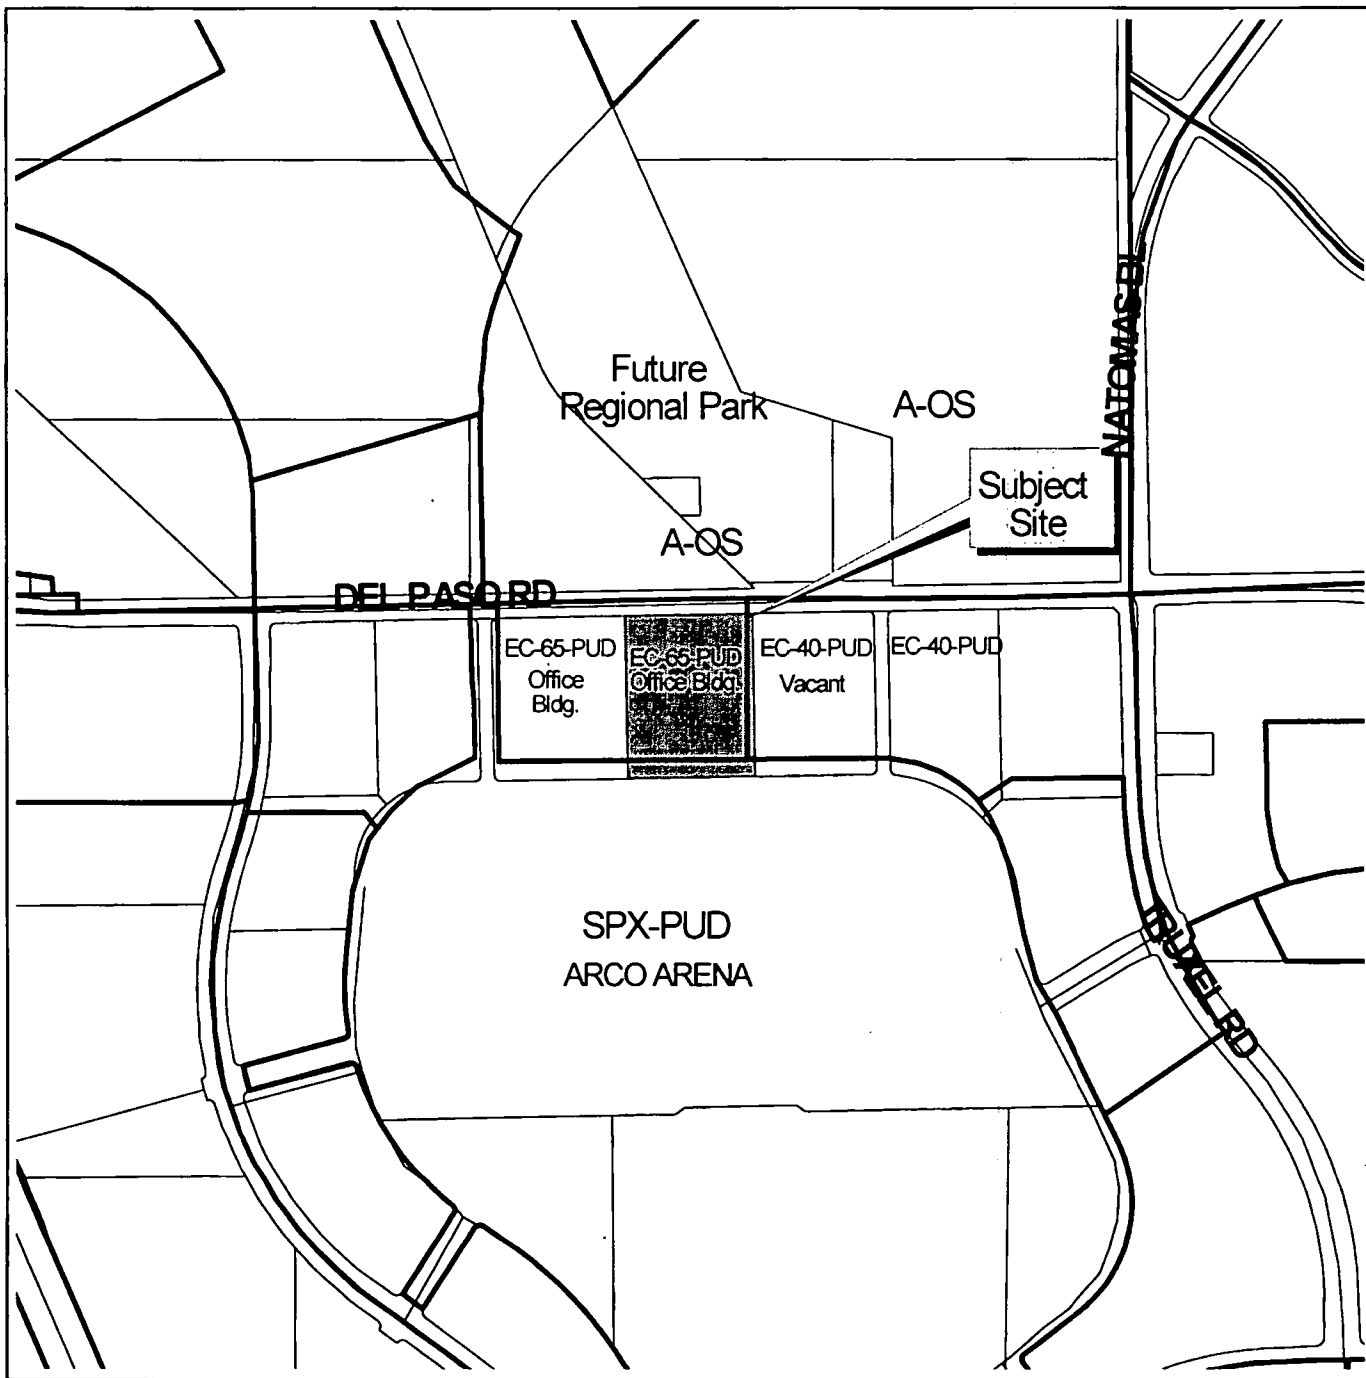 NATOMAS BL
Future
Regional Park
A-OS
Subject
Site
A-OS
DEL PASO RD
EC-65-PUD
Office
Bldg.
EC-65-PUD
Office Bldg.
EC-40-PUD
Vacant
EC-40-PUD
SPX-PUD
ARCO ARENA
TRUXEL RD